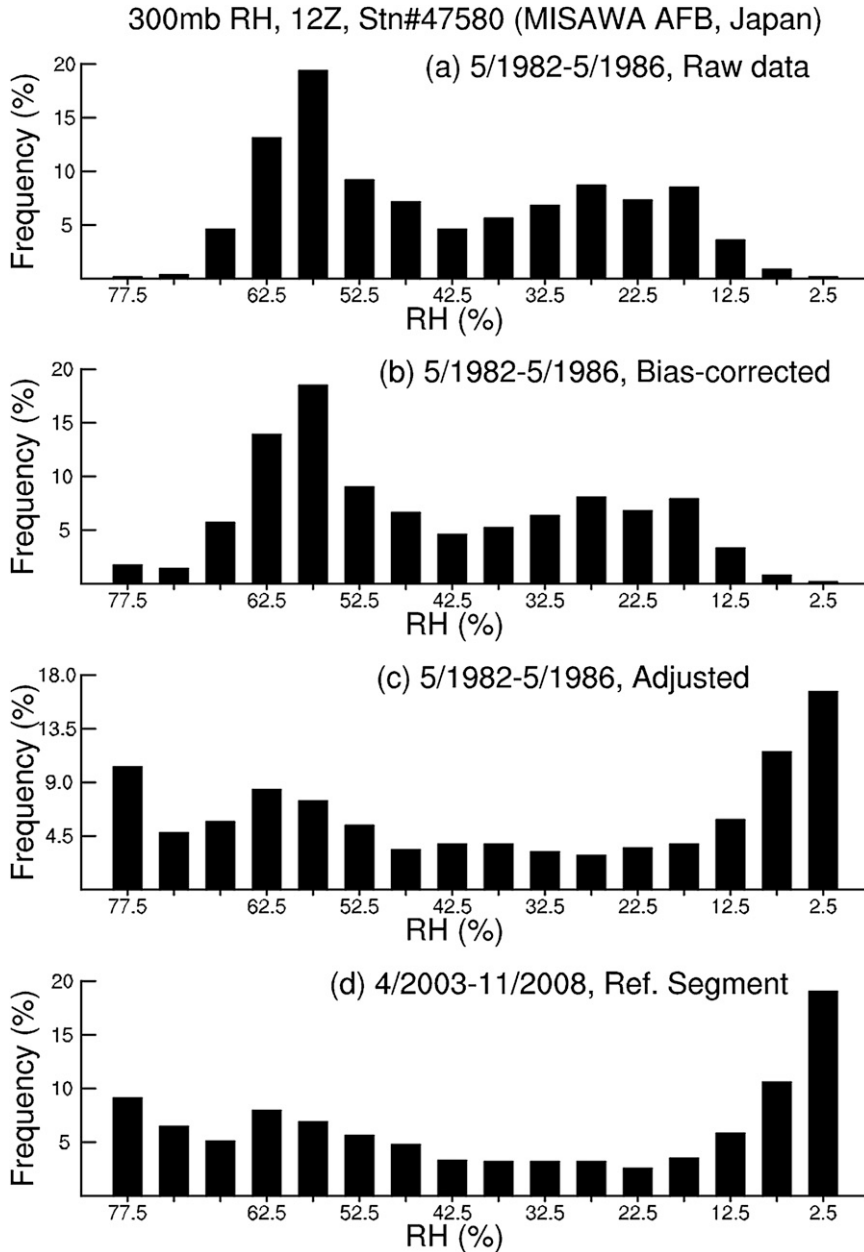 300mb RH, 12Z, Stn#47580 (MISAWA AFB, Japan)
(a) 5/1982-5/1986, Raw data
Frequency (%)
20
15
10
5
77.5 62.5 52.5 42.5 32.5 22.5 12.5 2.5
RH (%)
(b) 5/1982-5/1986, Bias-corrected
Frequency (%)
20
15
10
5
77.5 62.5 52.5 42.5 32.5 22.5 12.5 2.5
RH (%)
(c) 5/1982-5/1986, Adjusted
Frequency (%)
18.0
13.5
9.0
4.5
77.5 62.5 52.5 42.5 32.5 22.5 12.5 2.5
RH (%)
(d) 4/2003-11/2008, Ref. Segment
Frequency (%)
20
15
10
5
77.5 62.5 52.5 42.5 32.5 22.5 12.5 2.5
RH (%)